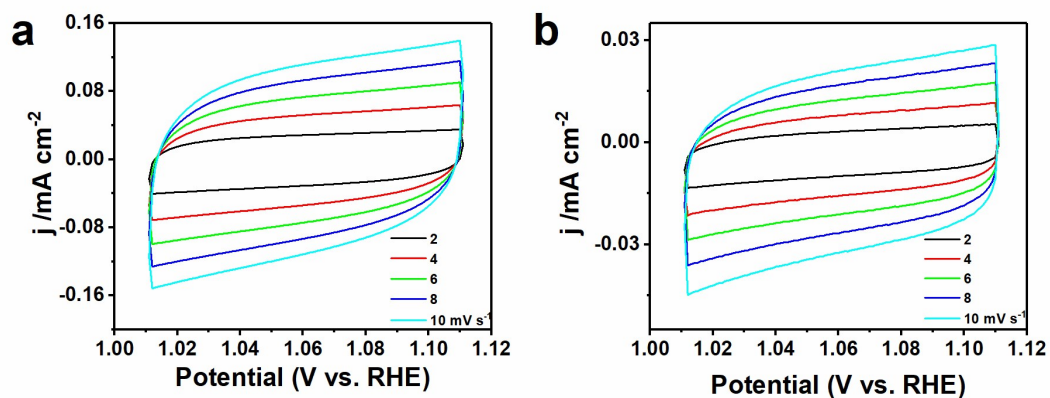 a
j /mA cm⁻²
0.16
0.08
0.00
-0.08
-0.16
2
4
6
8
10 mV s⁻¹
1.00 1.02 1.04 1.06 1.08 1.10 1.12
Potential (V vs. RHE)
b
j /mA cm⁻²
0.03
0.00
-0.03
2
4
6
8
10 mV s⁻¹
1.00 1.02 1.04 1.06 1.08 1.10 1.12
Potential (V vs. RHE)